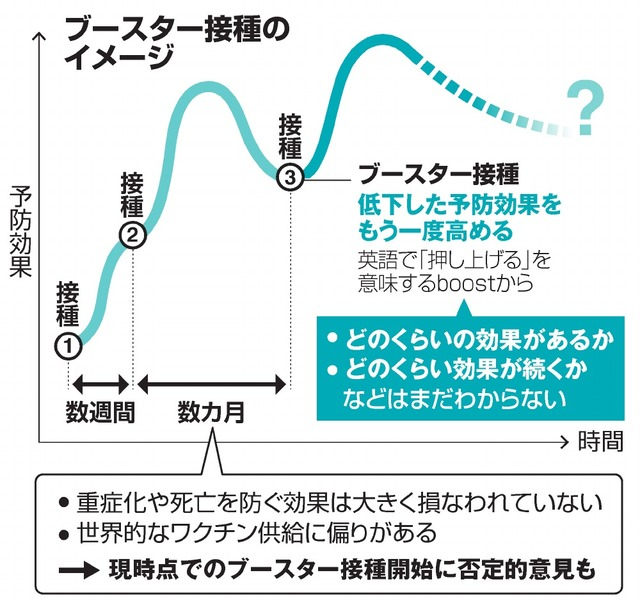 ブースター接種の
イメージ
予防効果
接種
①
接種
②
接種
③
?
ブースター接種
低下した予防効果を
もう一度高める
英語で「押し上げる」を
意味するboostから
● どのくらいの効果があるか
● どのくらい効果が続くか
などはまだわからない
数週間
数カ月
時間
● 重症化や死亡を防ぐ効果は大きく損なわれていない
● 世界的なワクチン供給に偏りがある
→ 現時点でのブースター接種開始に否定的意見も